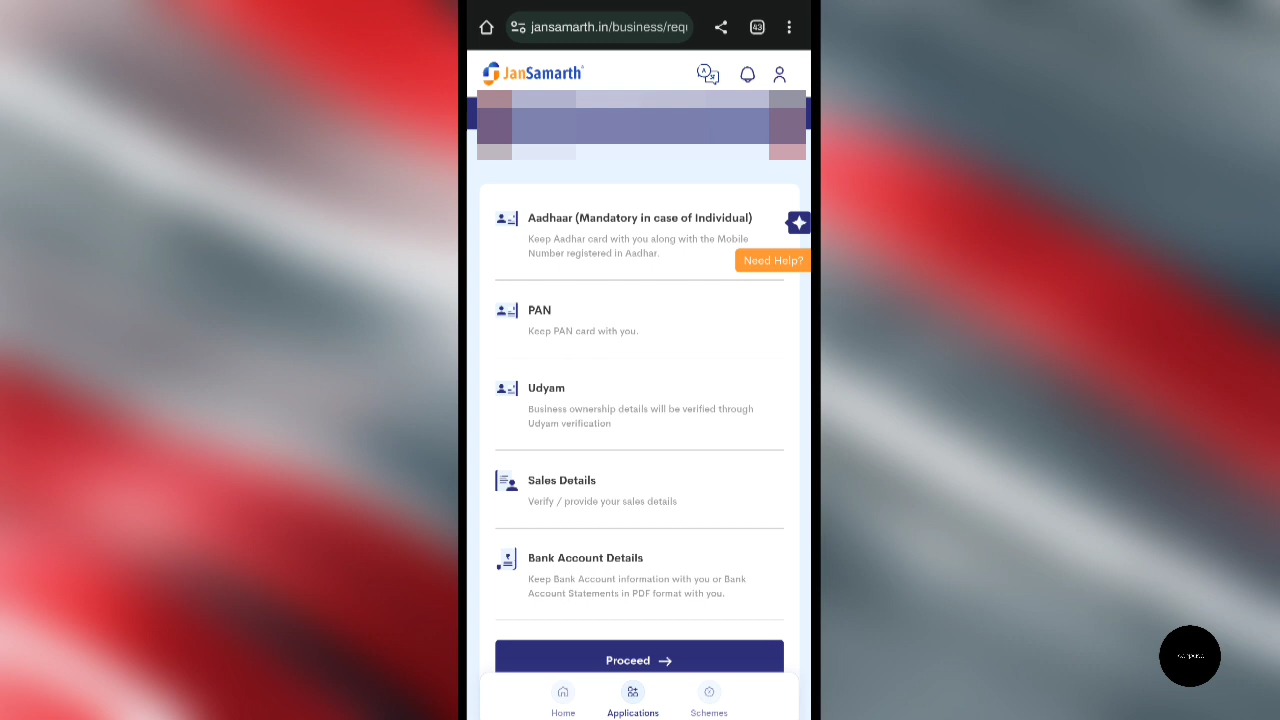 jansamarth.in/business/requ
43
JanSamarth
Aadhaar (Mandatory in case of Individual)
Keep Aadhar card with you along with the Mobile
Number registered in Aadhar.
Need Help?
PAN
Keep PAN card with you.
Udyam
Business ownership details will be verified through
Udyam verification
Sales Details
Verify / provide your sales details
Bank Account Details
Keep Bank Account information with you or Bank
Account Statements in PDF format with you.
Proceed
Home
Applications
Schemes